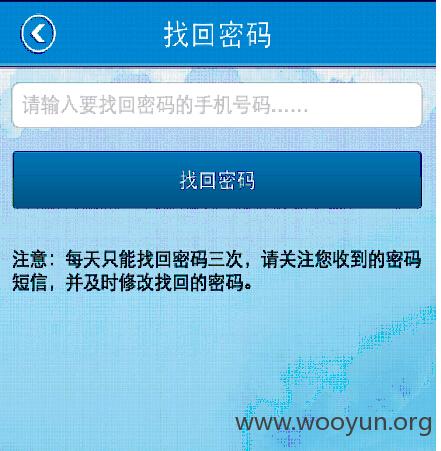 找回密码
请输入要找回密码的手机号码……
找回密码
注意：每天只能找回密码三次，请关注您收到的密码
短信，并及时修改找回的密码。
www.wooyun.org